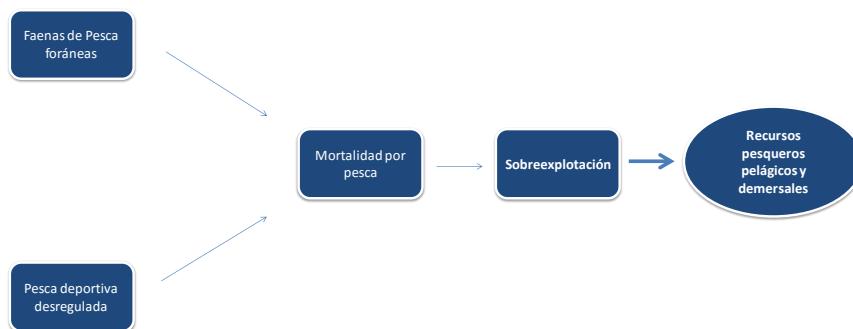 Faenas de Pesca
foráneas
Mortalidad por
pesca
Sobreexplotación
Recursos
pesqueros
pelágicos y
demersales
Pesca deportiva
desregulada